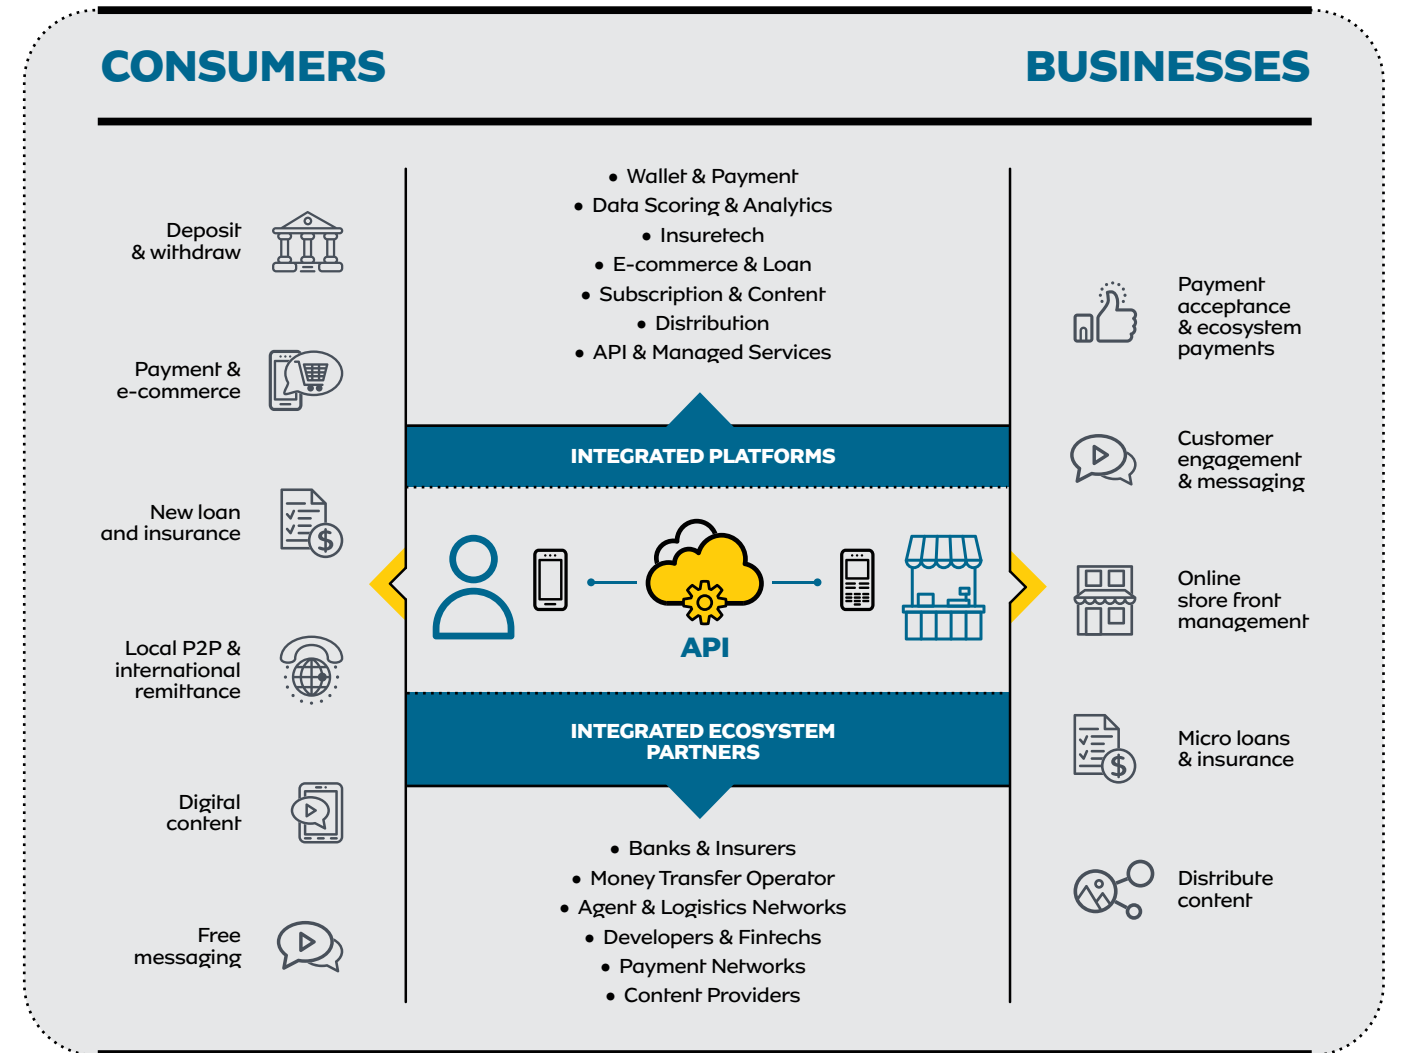 CONSUMERS
BUSINESSES
Deposit
& withdraw
Payment &
e-commerce
New loan
and insurance
Local P2P &
international
remittance
Digital
content
Free
messaging
• Wallet & Payment
• Data Scoring & Analytics
• Insuretech
• E-commerce & Loan
• Subscription & Content
• Distribution
• API & Managed Services
INTEGRATED PLATFORMS
API
INTEGRATED ECOSYSTEM
PARTNERS
• Banks & Insurers
• Money Transfer Operator
• Agent & Logistics Networks
• Developers & Fintechs
• Payment Networks
• Content Providers
Payment
acceptance
& ecosystem
payments
Customer
engagement
& messaging
Online
store front
management
Micro loans
& insurance
Distribute
content